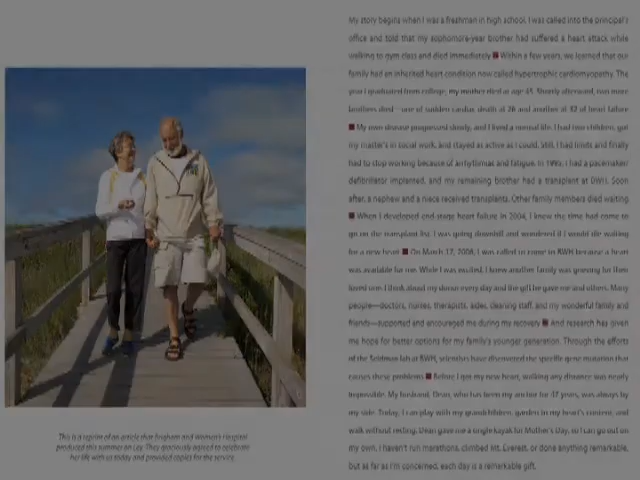 My story begins when I was a freshman in high school. I was called into the principal's
office and told that my sophomore-year brother had suffered a heart attack while
walking to gym class and died immediately. Within a few years, we learned that our
family had an inherited heart condition now called hypertrophic cardiomyopathy. The
year I graduated from college, my mother died at age 45. Shortly afterward, two more
brothers died—one of sudden cardiac death at 26 and another at 32 of heart failure
My own disease progressed slowly, and I lived a normal life. I had two children, got
my master's in social work, and stayed as active as I could. Still, I had limits and finally
had to stop working because of arrhythmias and fatigue. In 1995, I had a pacemaker/
defibrillator implanted, and my remaining brother had a transplant at BWH. Soon
after, a nephew and a niece received transplants. Other family members died waiting
When I developed end-stage heart failure in 2004, I knew the time had come to
go on the transplant list. I was going downhill and wondered if I would die waiting
for a new heart On March 17, 2008, I was called to come to BWH because a heart
was available for me. While I was excited, I knew another family was grieving for their
loved one. I think about my donor every day and the gift he gave me and others. Many
people—doctors, nurses, therapists, aides, cleaning staff, and my wonderful family and
friends—supported and encouraged me during my recovery And research has given
me hope for better options for my family's younger generation. Through the efforts
of the Seidman lab at BWH, scientists have discovered the specific gene mutation that
causes these problems Before I got my new heart, walking any distance was nearly
impossible. My husband, Dean, who has been my anchor for 37 years, was always by
my side. Today, I can play with my grandchildren, garden to my heart's content, and
walk without resting. Dean gave me a single kayak for Mother's Day, so I can go out on
my own. I haven't run marathons, climbed Mt. Everest, or done anything remarkable,
but as far as I'm concerned, each day is a remarkable gift.
This is a reprint of an article that Brigham and Women's Hospital
produced this summer on Ley. They graciously agreed to celebrate
her life with us today and provided copies for the service.